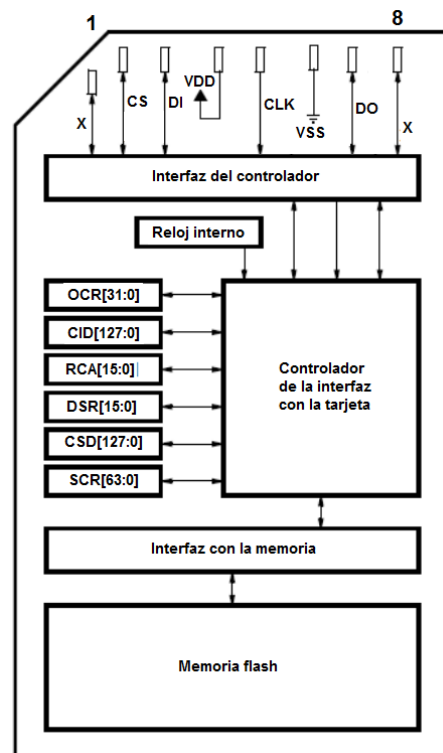 1
8
CS
DI
VDD
CLK
VSS
DO
X
X
Interfaz del controlador
Reloj interno
OCR[31:0]
CID[127:0]
RCA[15:0]
DSR[15:0]
CSD[127:0]
SCR[63:0]
Controlador
de la interfaz
con la tarjeta
Interfaz con la memoria
Memoria flash